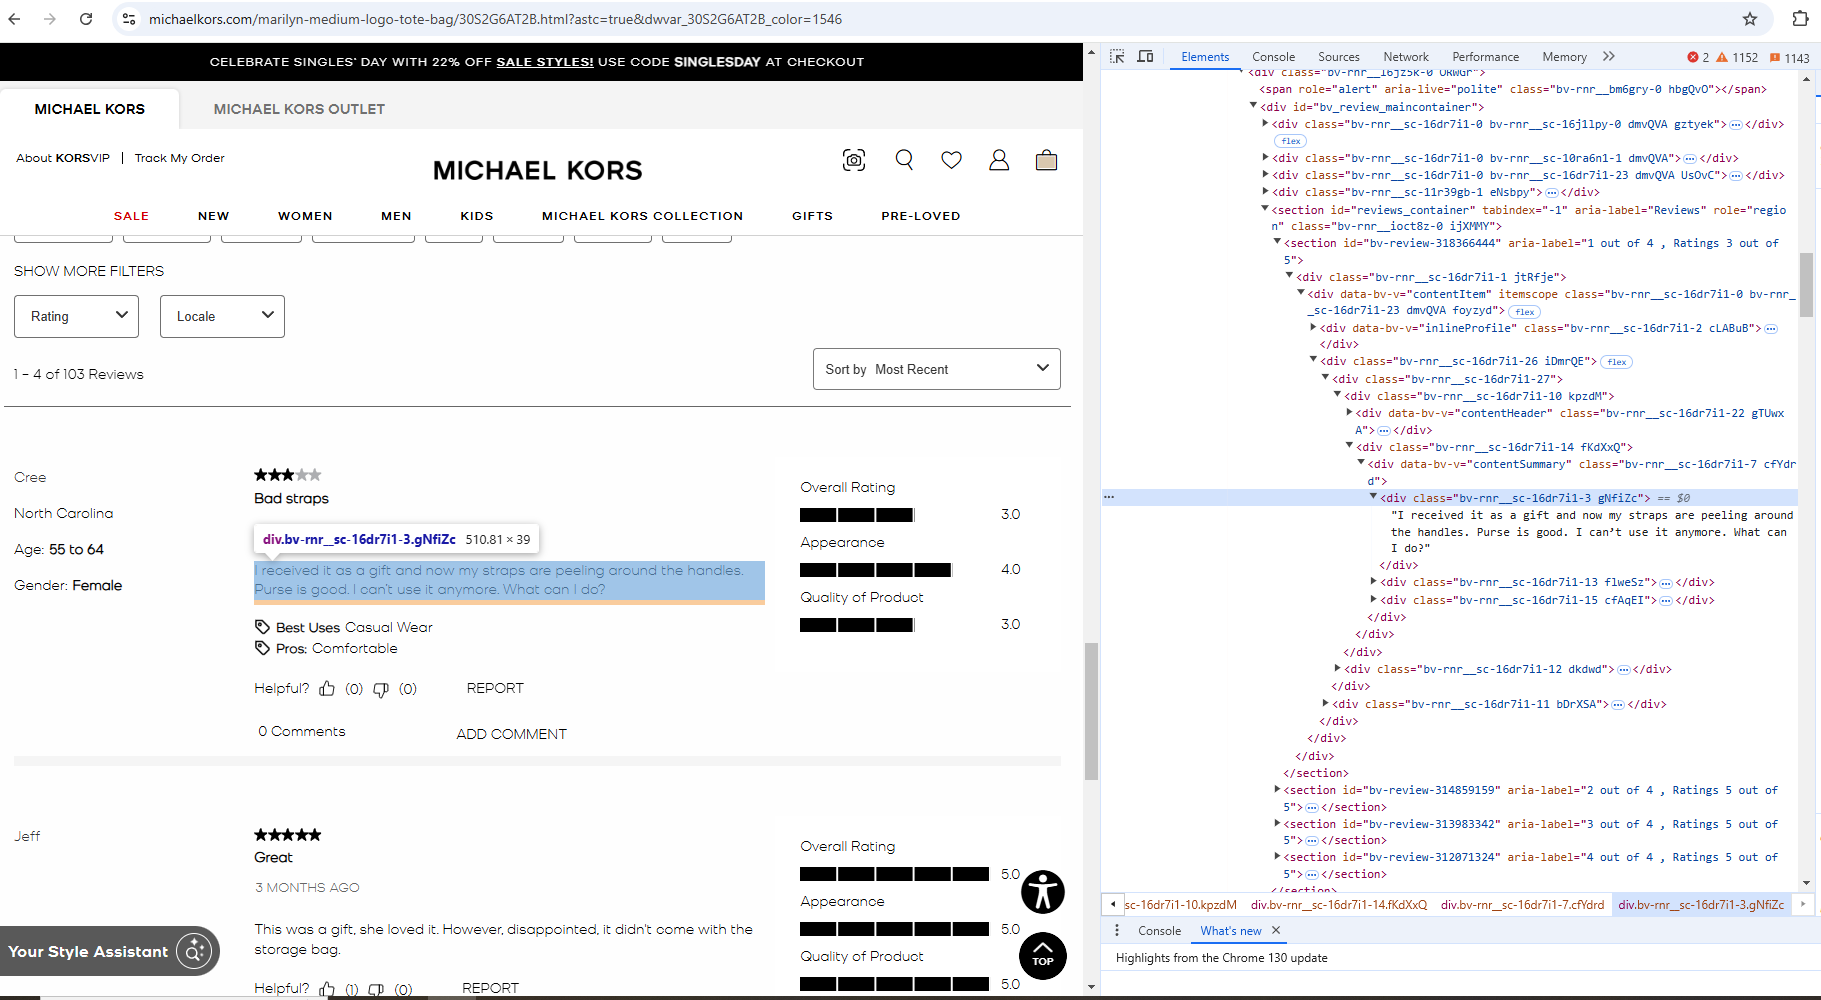 michaelkors.com/marilyn-medium-logo-tote-bag/30S2G6AT2B.html?astc=true&dwvar_30S2G6AT2B_color=1546
CELEBRATE SINGLES' DAY WITH 22% OFF SALE STYLES! USE CODE SINGLESDAY AT CHECKOUT
MICHAEL KORS
MICHAEL KORS OUTLET
About KORSVIP | Track My Order
MICHAEL KORS
SALE NEW WOMEN MEN KIDS MICHAEL KORS COLLECTION GIFTS PRE-LOVED
SHOW MORE FILTERS
Rating
Locale
1 – 4 of 103 Reviews
Sort by Most Recent
Cree
North Carolina
Age: 55 to 64
Gender: Female
Bad straps
div.bv-rnr__sc-16dr7i1-3.gNfiZc 510.81 × 39
I received it as a gift and now my straps are peeling around the handles.
Purse is good. I can't use it anymore. What can I do?
Best Uses Casual Wear
Pros: Comfortable
Helpful? (0) (0) REPORT
0 Comments ADD COMMENT
Overall Rating
3.0
Appearance
4.0
Quality of Product
3.0
Jeff
Great
3 MONTHS AGO
This was a gift, she loved it. However, disappointed, it didn't come with the
storage bag.
Helpful? (1) (0) REPORT
Overall Rating
5.0
Appearance
5.0
Quality of Product
5.0
TOP
Your Style Assistant
Elements Console Sources Network Performance Memory 2 1152 1143
<div class="bv-rnr__16jz5k-0 URWGr">
<span role="alert" aria-live="polite" class="bv-rnr__bm6gry-0 hbgQvO"></span>
<div id="bv_review_maincontainer">
<div class="bv-rnr__sc-16dr7i1-0 bv-rnr__sc-16j1lpy-0 dmvQVA gztyek">…</div>
flex
<div class="bv-rnr__sc-16dr7i1-0 bv-rnr__sc-10ra6n1-1 dmvQVA">…</div>
<div class="bv-rnr__sc-16dr7i1-0 bv-rnr__sc-16dr7i1-23 dmvQVA UsOvC">…</div>
<div class="bv-rnr__sc-11r39gb-1 eNsbpy">…</div>
<section id="reviews_container" tabindex="-1" aria-label="Reviews" role="regio
n" class="bv-rnr__ioct8z-0 ijXMMY">
<section id="bv-review-318366444" aria-label="1 out of 4 , Ratings 3 out of
5">
<div class="bv-rnr__sc-16dr7i1-1 jtRfje">
<div data-bv-v="contentItem" itemscope class="bv-rnr__sc-16dr7i1-0 bv-rnr_
_sc-16dr7i1-23 dmvQVA foyzyd"> flex
<div data-bv-v="inlineProfile" class="bv-rnr__sc-16dr7i1-2 cLABuB">…
</div>
<div class="bv-rnr__sc-16dr7i1-26 iDmrQE"> flex
<div class="bv-rnr__sc-16dr7i1-27">
<div class="bv-rnr__sc-16dr7i1-10 kpzdM">
<div data-bv-v="contentHeader" class="bv-rnr__sc-16dr7i1-22 gTUwx
A">…</div>
<div class="bv-rnr__sc-16dr7i1-14 fKdXxQ">
<div data-bv-v="contentSummary" class="bv-rnr__sc-16dr7i1-7 cfYdr
d">
<div class="bv-rnr__sc-16dr7i1-3 gNfiZc"> == $0
"I received it as a gift and now my straps are peeling around
the handles. Purse is good. I can't use it anymore. What can
I do?"
</div>
<div class="bv-rnr__sc-16dr7i1-13 flweSz">…</div>
<div class="bv-rnr__sc-16dr7i1-15 cfAqEI">…</div>
</div>
</div>
</div>
<div class="bv-rnr__sc-16dr7i1-12 dkdwd">…</div>
</div>
<div class="bv-rnr__sc-16dr7i1-11 bDrXSA">…</div>
</div>
</div>
</div>
</section>
<section id="bv-review-314859159" aria-label="2 out of 4 , Ratings 5 out of
5">…</section>
<section id="bv-review-313983342" aria-label="3 out of 4 , Ratings 5 out of
5">…</section>
<section id="bv-review-312071324" aria-label="4 out of 4 , Ratings 5 out of
5">…</section>
</section>
sc-16dr7i1-10.kpzdM div.bv-rnr__sc-16dr7i1-14.fKdXxQ div.bv-rnr__sc-16dr7i1-7.cfYdrd div.bv-rnr__sc-16dr7i1-3.gNfiZc
Console What's new
Highlights from the Chrome 130 update